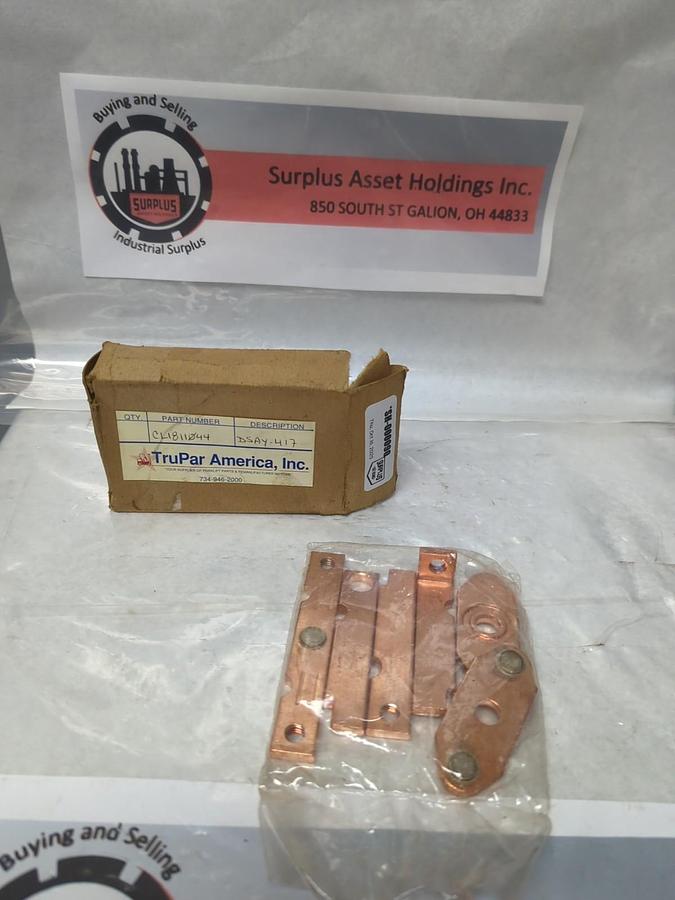 Buying and Selling
SURPLUS
Industrial Surplus
Surplus Asset Holdings Inc.
850 SOUTH ST GALION, OH 44833
QTY. PART NUMBER DESCRIPTION
CL1811044 DSAY-417
TruPar America, Inc.
734-946-2000
Buying and Selling